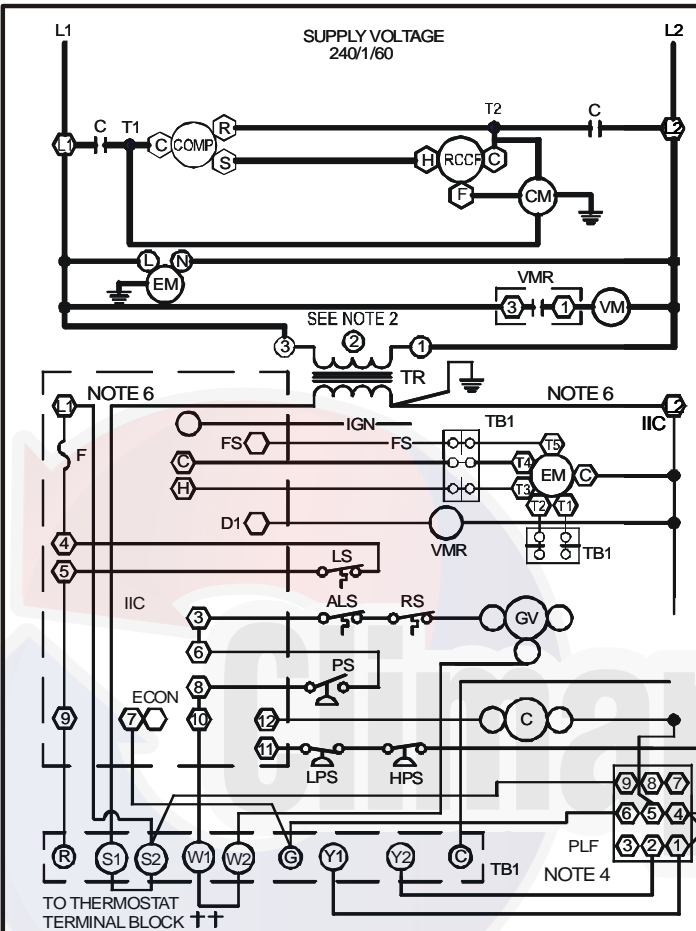 L1
SUPPLY VOLTAGE
240/1/60
L2
C T1 C COMP R T2 C
L1 L2
S H RCCF C
F CM
L N
EM
VMR
3 1 VM
SEE NOTE 2
3 2 1
TR
NOTE 6 NOTE 6
L1 L2
IGN TB1 IIC
F FS FS T5
C T4 EM C
H T3
T2 T1
D1
VMR TB1
4 LS
5
IIC ALS RS
3 GV
6
PS
8
ECON
9 7 10 12 C
11
LPS HPS
9 8 7
6 5 4
PLF 3 2 1
R S1 S2 W1 W2 G Y1 Y2 C TB1
NOTE 4
TO THERMOSTAT
TERMINAL BLOCK ††
Clima